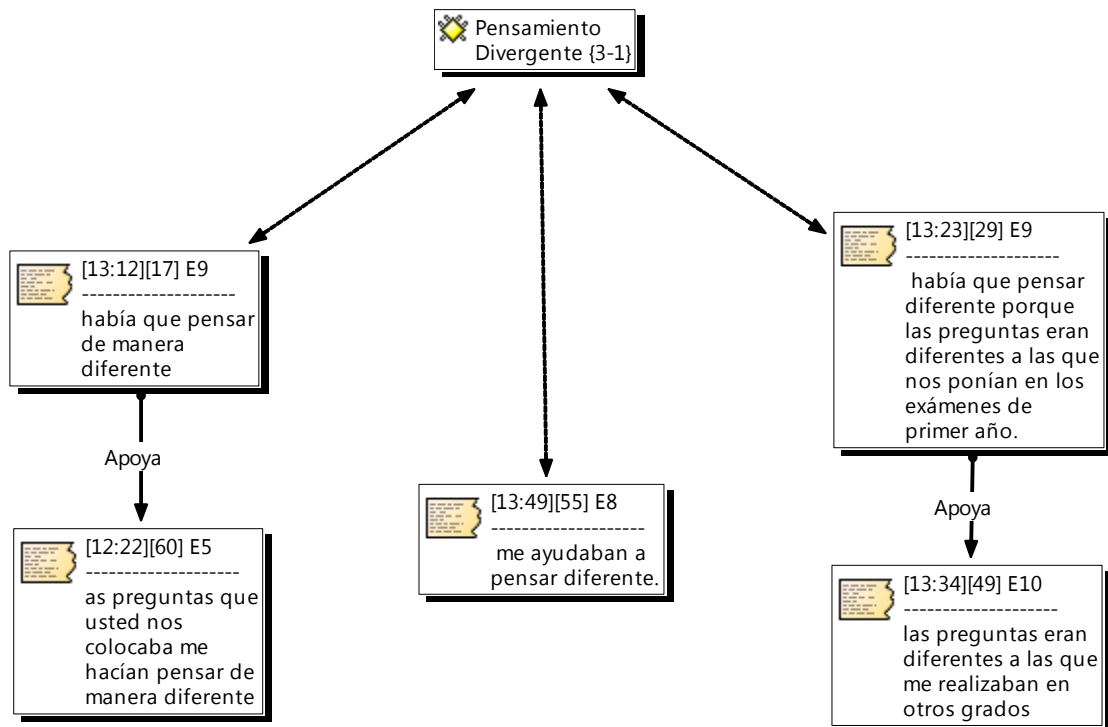 Pensamiento
Divergente {3-1}
[13:12][17] E9
--------------------
había que pensar
de manera
diferente
Apoya
[12:22][60] E5
--------------------
as preguntas que
usted nos
colocaba me
hacían pensar de
manera diferente
[13:49][55] E8
--------------------
me ayudaban a
pensar diferente.
[13:23][29] E9
--------------------
había que pensar
diferente porque
las preguntas eran
diferentes a las que
nos ponían en los
exámenes de
primer año.
Apoya
[13:34][49] E10
--------------------
las preguntas eran
diferentes a las que
me realizaban en
otros grados